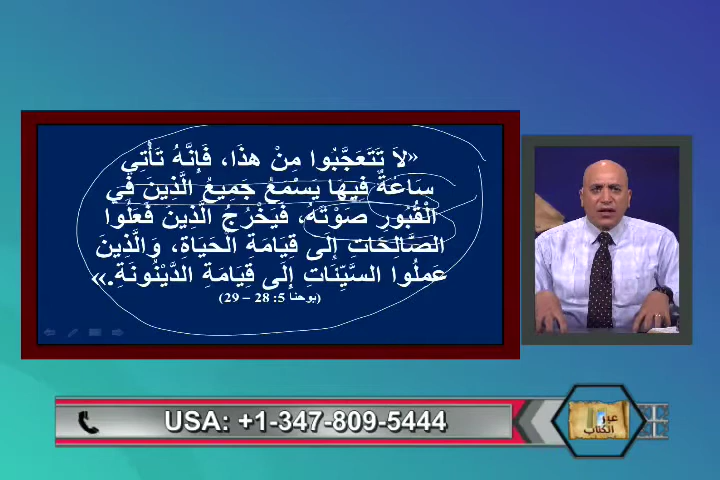 «لاَ تَتَعَجَّبُوا مِنْ هذَا، فَإِنَّهُ تَأْتِي
سَاعَةٌ فِيهَا يَسْمَعُ جَمِيعُ الَّذِينَ فِي
الْقُبُورِ صَوْتَهُ، فَيَخْرُجُ الَّذِينَ فَعَلُوا
الصَّالِحَاتِ إِلَى قِيَامَةِ الْحَيَاةِ، وَالَّذِينَ
عَمِلُوا السَّيِّئَاتِ إِلَى قِيَامَةِ الدَّيْنُونَةِ.»
(يوحنا 5: 28 – 29)
USA: +1-347-809-5444
عبر
الكتاب